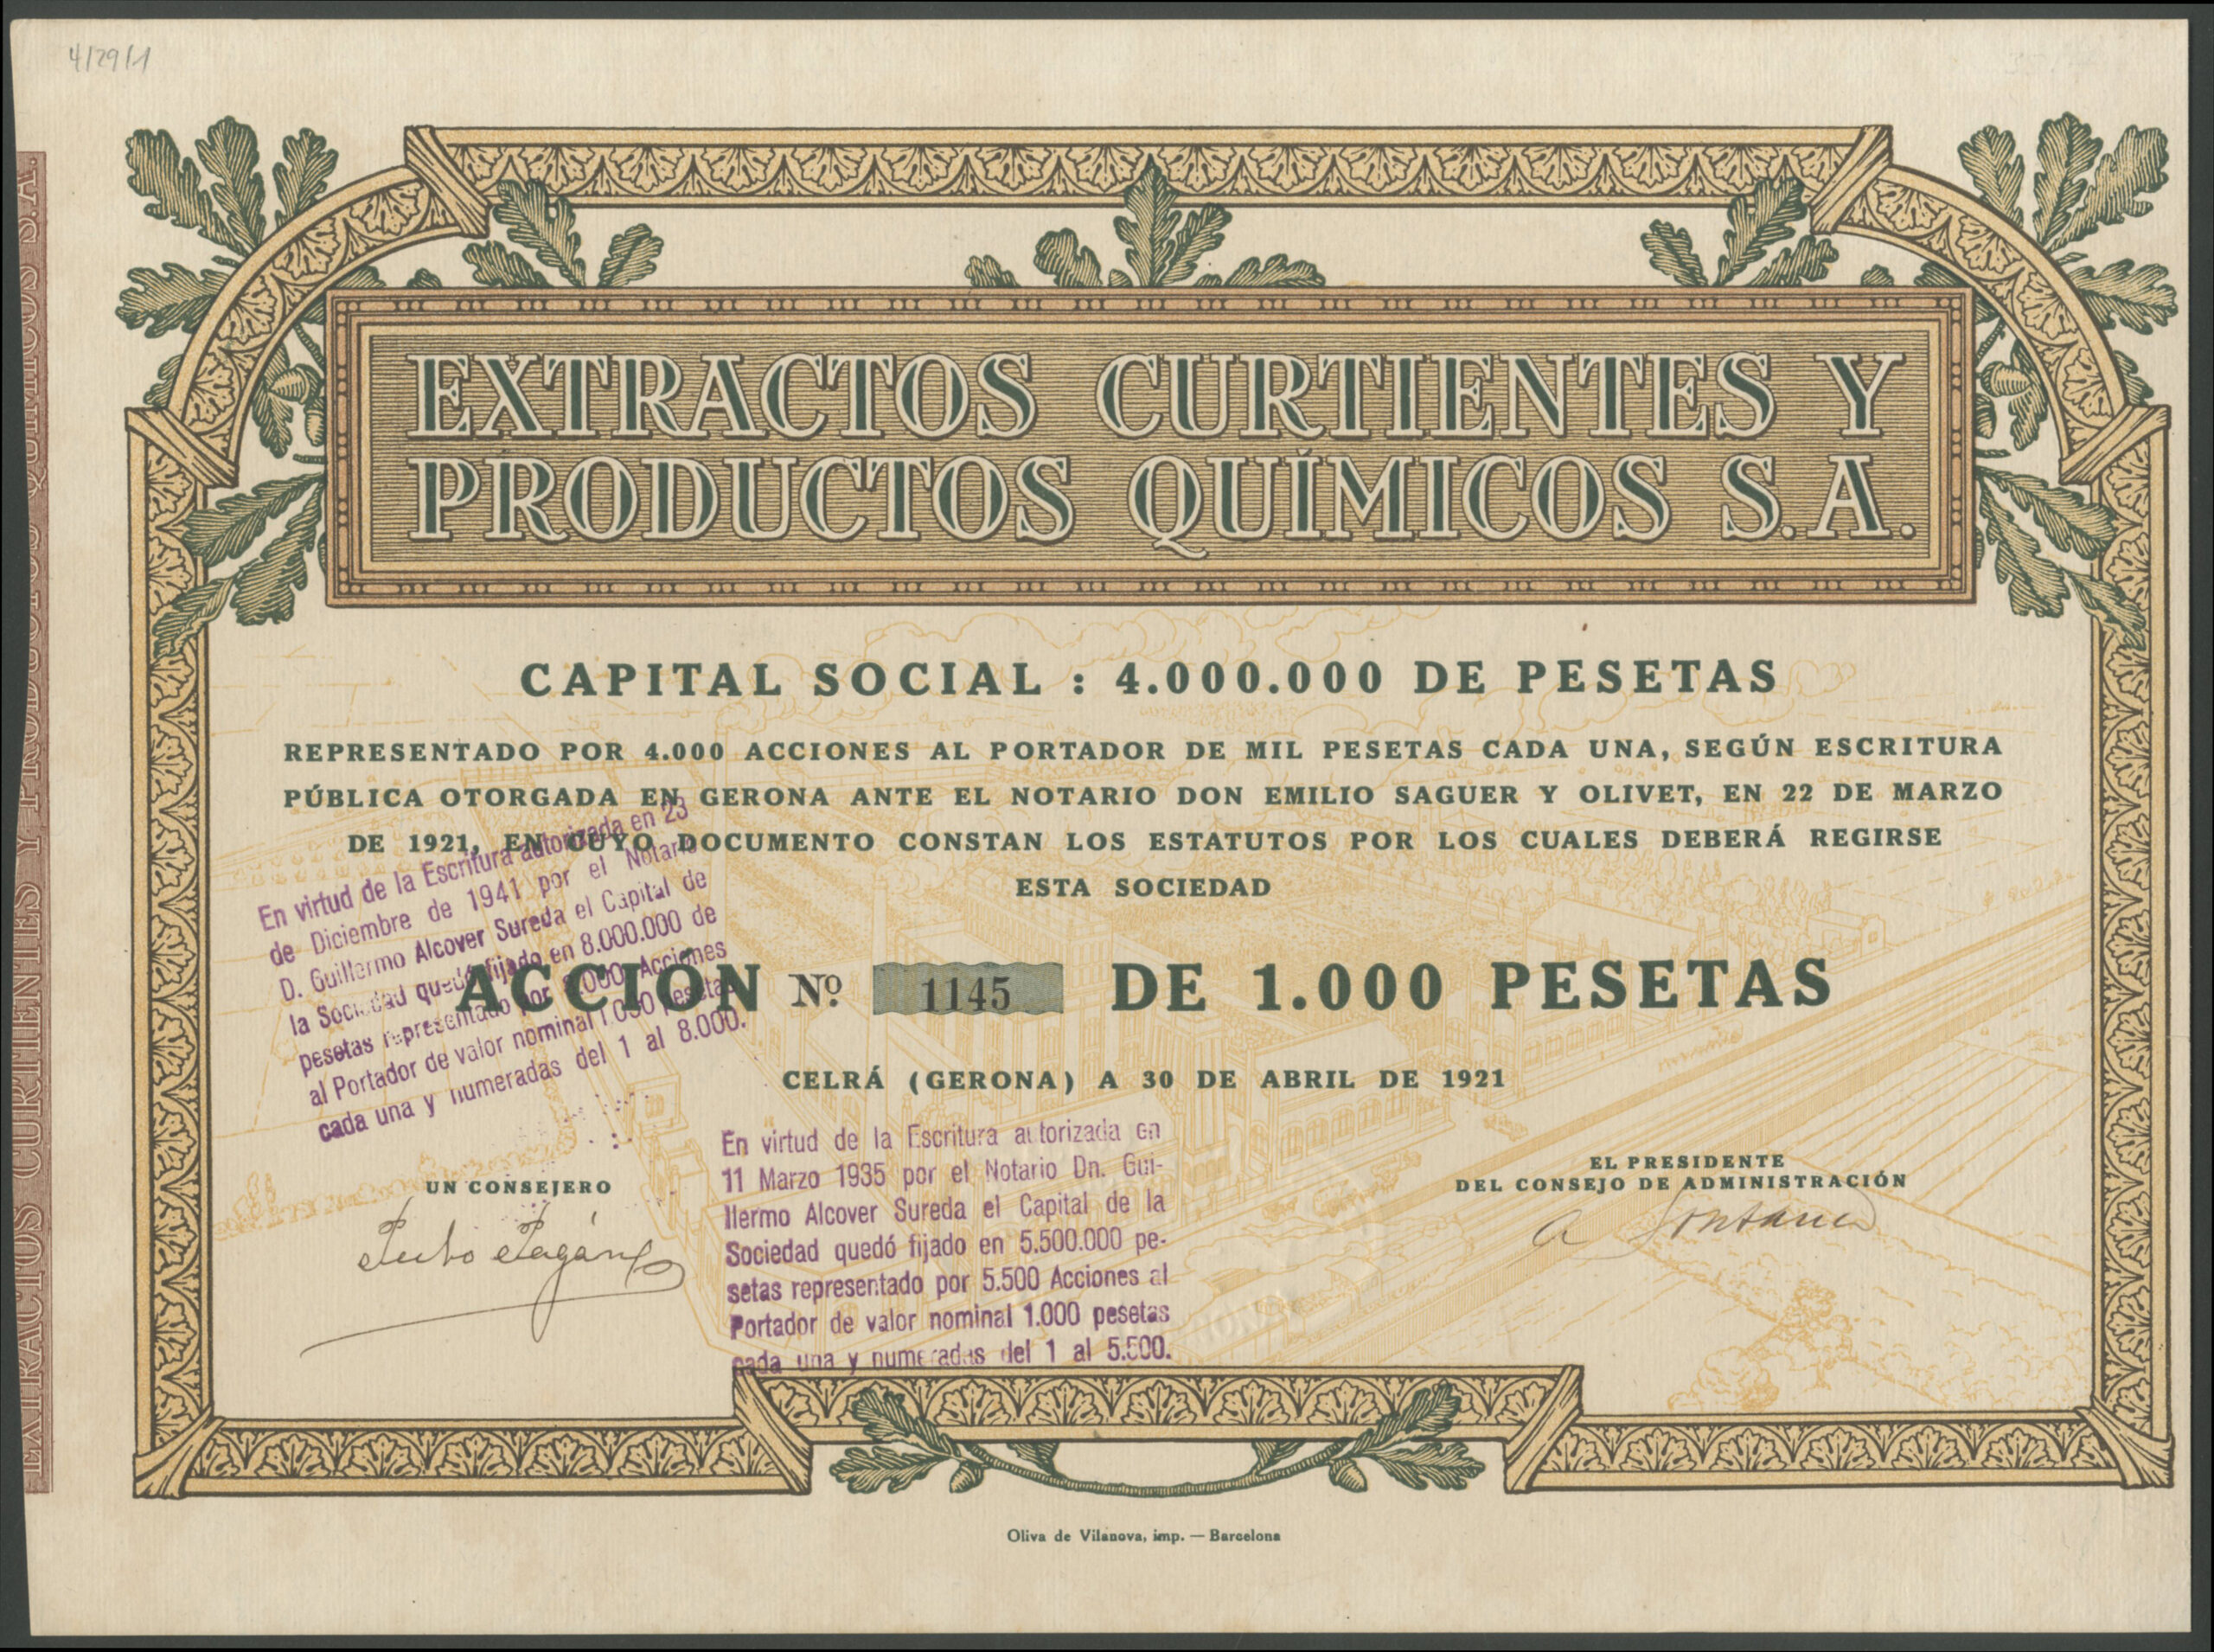 4/29/1
EXTRACTOS CURTIENTES Y PRODUCTOS QUÍMICOS S.A.
EXTRACTOS CURTIENTES Y
PRODUCTOS QUÍMICOS S.A.
CAPITAL SOCIAL : 4.000.000 DE PESETAS
REPRESENTADO POR 4.000 ACCIONES AL PORTADOR DE MIL PESETAS CADA UNA, SEGÚN ESCRITURA
PÚBLICA OTORGADA EN GERONA ANTE EL NOTARIO DON EMILIO SAGUER Y OLIVET, EN 22 DE MARZO
DE 1921, EN CUYO DOCUMENTO CONSTAN LOS ESTATUTOS POR LOS CUALES DEBERÁ REGIRSE
ESTA SOCIEDAD
En virtud de la Escritura autorizada en 23
de Diciembre de 1941 por el Notario
D. Guillermo Alcover Sureda el Capital de
la Sociedad quedó fijado en 8.000.000 de
pesetas representado por 8.000 Acciones
al Portador de valor nominal 1.000 pesetas
cada una y numeradas del 1 al 8.000.
ACCIÓN Nº 1145 DE 1.000 PESETAS
CELRÁ (GERONA) A 30 DE ABRIL DE 1921
En virtud de la Escritura autorizada en
11 Marzo 1935 por el Notario Dn. Gui-
llermo Alcover Sureda el Capital de la
Sociedad quedó fijado en 5.500.000 pe-
setas representado por 5.500 Acciones al
Portador de valor nominal 1.000 pesetas
cada una y numeradas del 1 al 5.500.
UN CONSEJERO
EL PRESIDENTE
DEL CONSEJO DE ADMINISTRACIÓN
Oliva de Vilanova, imp. — Barcelona